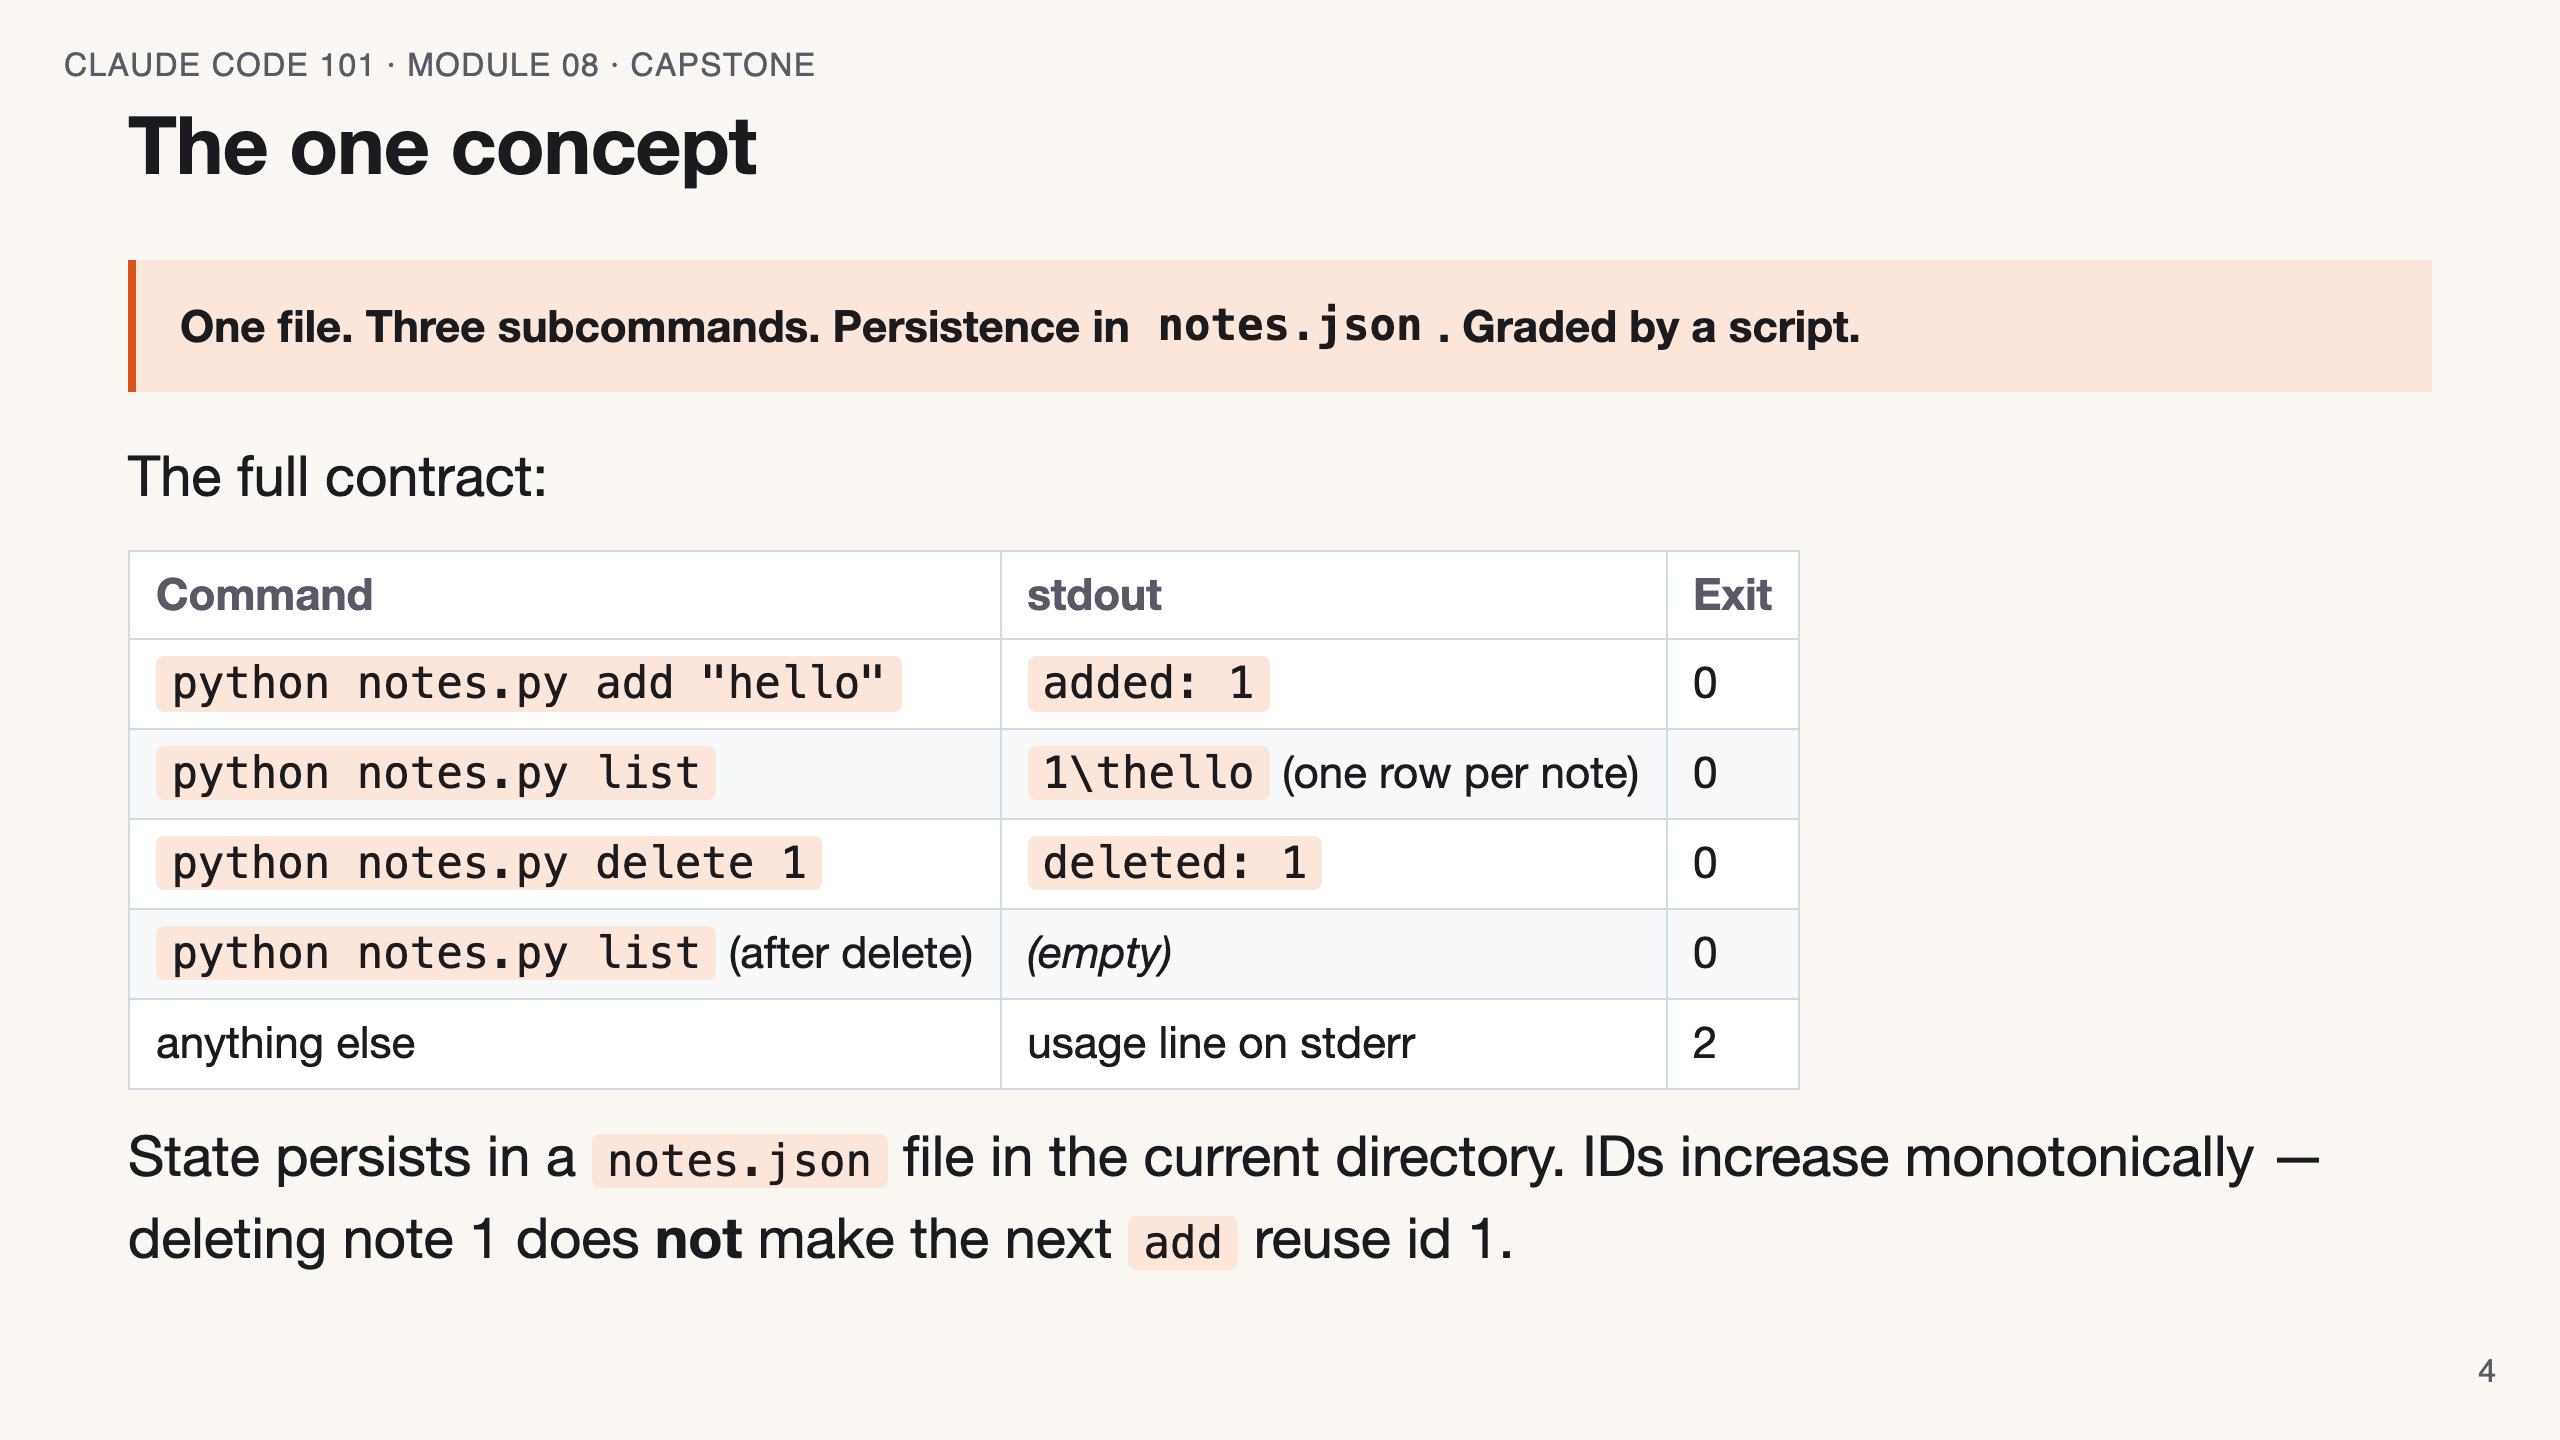 CLAUDE CODE 101 · MODULE 08 · CAPSTONE
The one concept
One file. Three subcommands. Persistence in notes.json . Graded by a script.
The full contract:
Command stdout Exit
python notes.py add "hello" added: 1 0
python notes.py list 1\thello (one row per note) 0
python notes.py delete 1 deleted: 1 0
python notes.py list (after delete) (empty) 0
anything else usage line on stderr 2
State persists in a notes.json file in the current directory. IDs increase monotonically —
deleting note 1 does not make the next add reuse id 1.
4